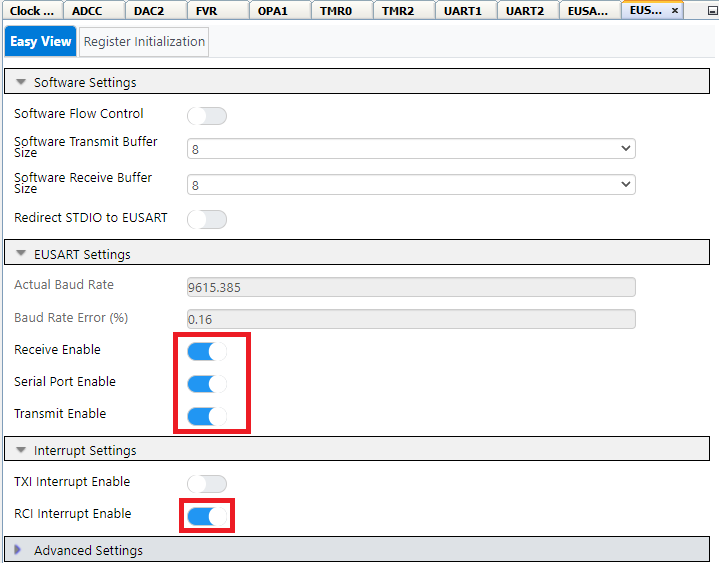 Clock ... ADCC DAC2 FVR OPA1 TMR0 TMR2 UART1 UART2 EUSA... EUS... ×
Easy View Register Initialization
Software Settings
Software Flow Control
Software Transmit Buffer
Size
8
Software Receive Buffer
Size
8
Redirect STDIO to EUSART
EUSART Settings
Actual Baud Rate 9615.385
Baud Rate Error (%) 0.16
Receive Enable
Serial Port Enable
Transmit Enable
Interrupt Settings
TXI Interrupt Enable
RCI Interrupt Enable
Advanced Settings